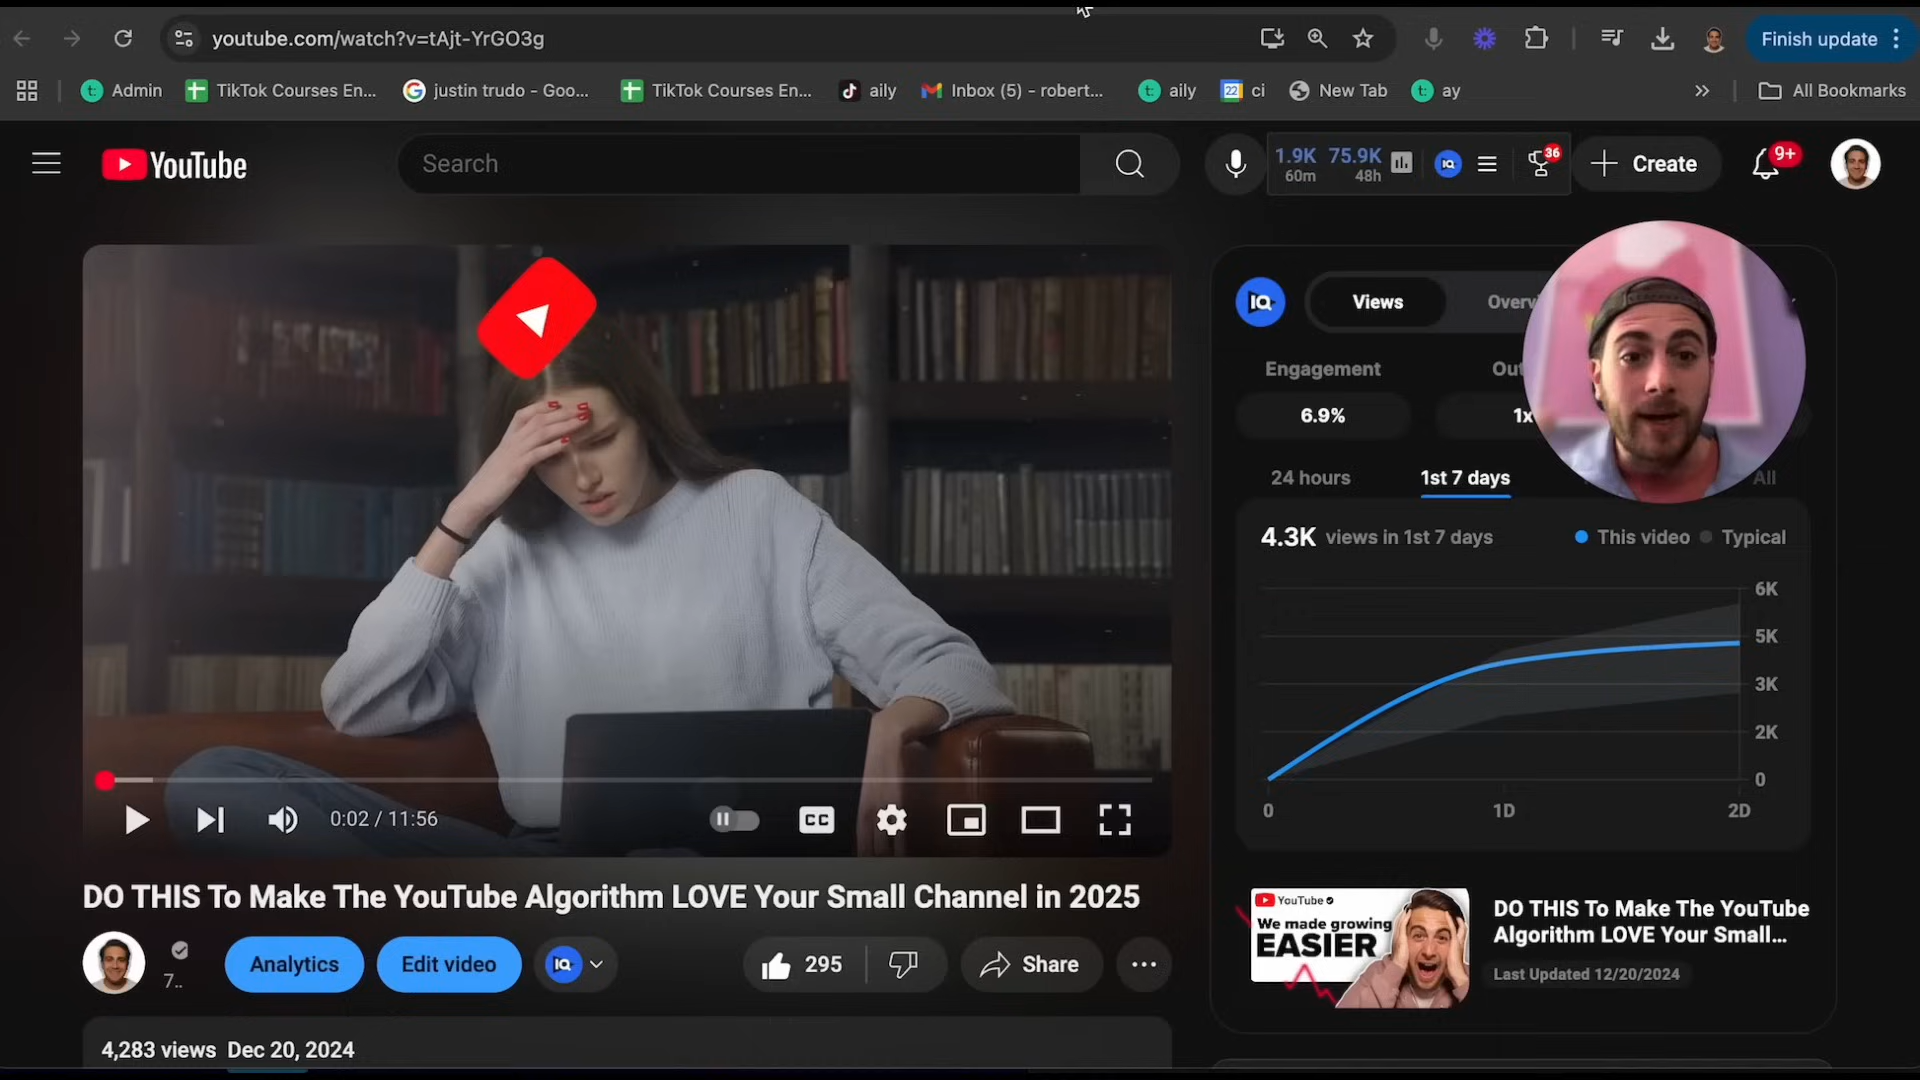 youtube.com/watch?v=tAjt-YrGO3g
Finish update
Admin
TikTok Courses En...
justin trudo - Goo...
TikTok Courses En...
aily
Inbox (5) - robert...
aily
22
ci
New Tab
ay
All Bookmarks
YouTube
Search
1.9K 75.9K
60m 48h
IQ
36
Create
9+
IQ
Views
Engagement
6.9%
24 hours
1st 7 days
All
4.3K views in 1st 7 days
This video
Typical
6K
5K
3K
2K
0
0
1D
2D
0:02 / 11:56
CC
DO THIS To Make The YouTube Algorithm LOVE Your Small Channel in 2025
7..
Analytics
Edit video
IQ
295
Share
YouTube
We made growing
EASIER
DO THIS To Make The YouTube
Algorithm LOVE Your Small...
Last Updated 12/20/2024
4,283 views Dec 20, 2024